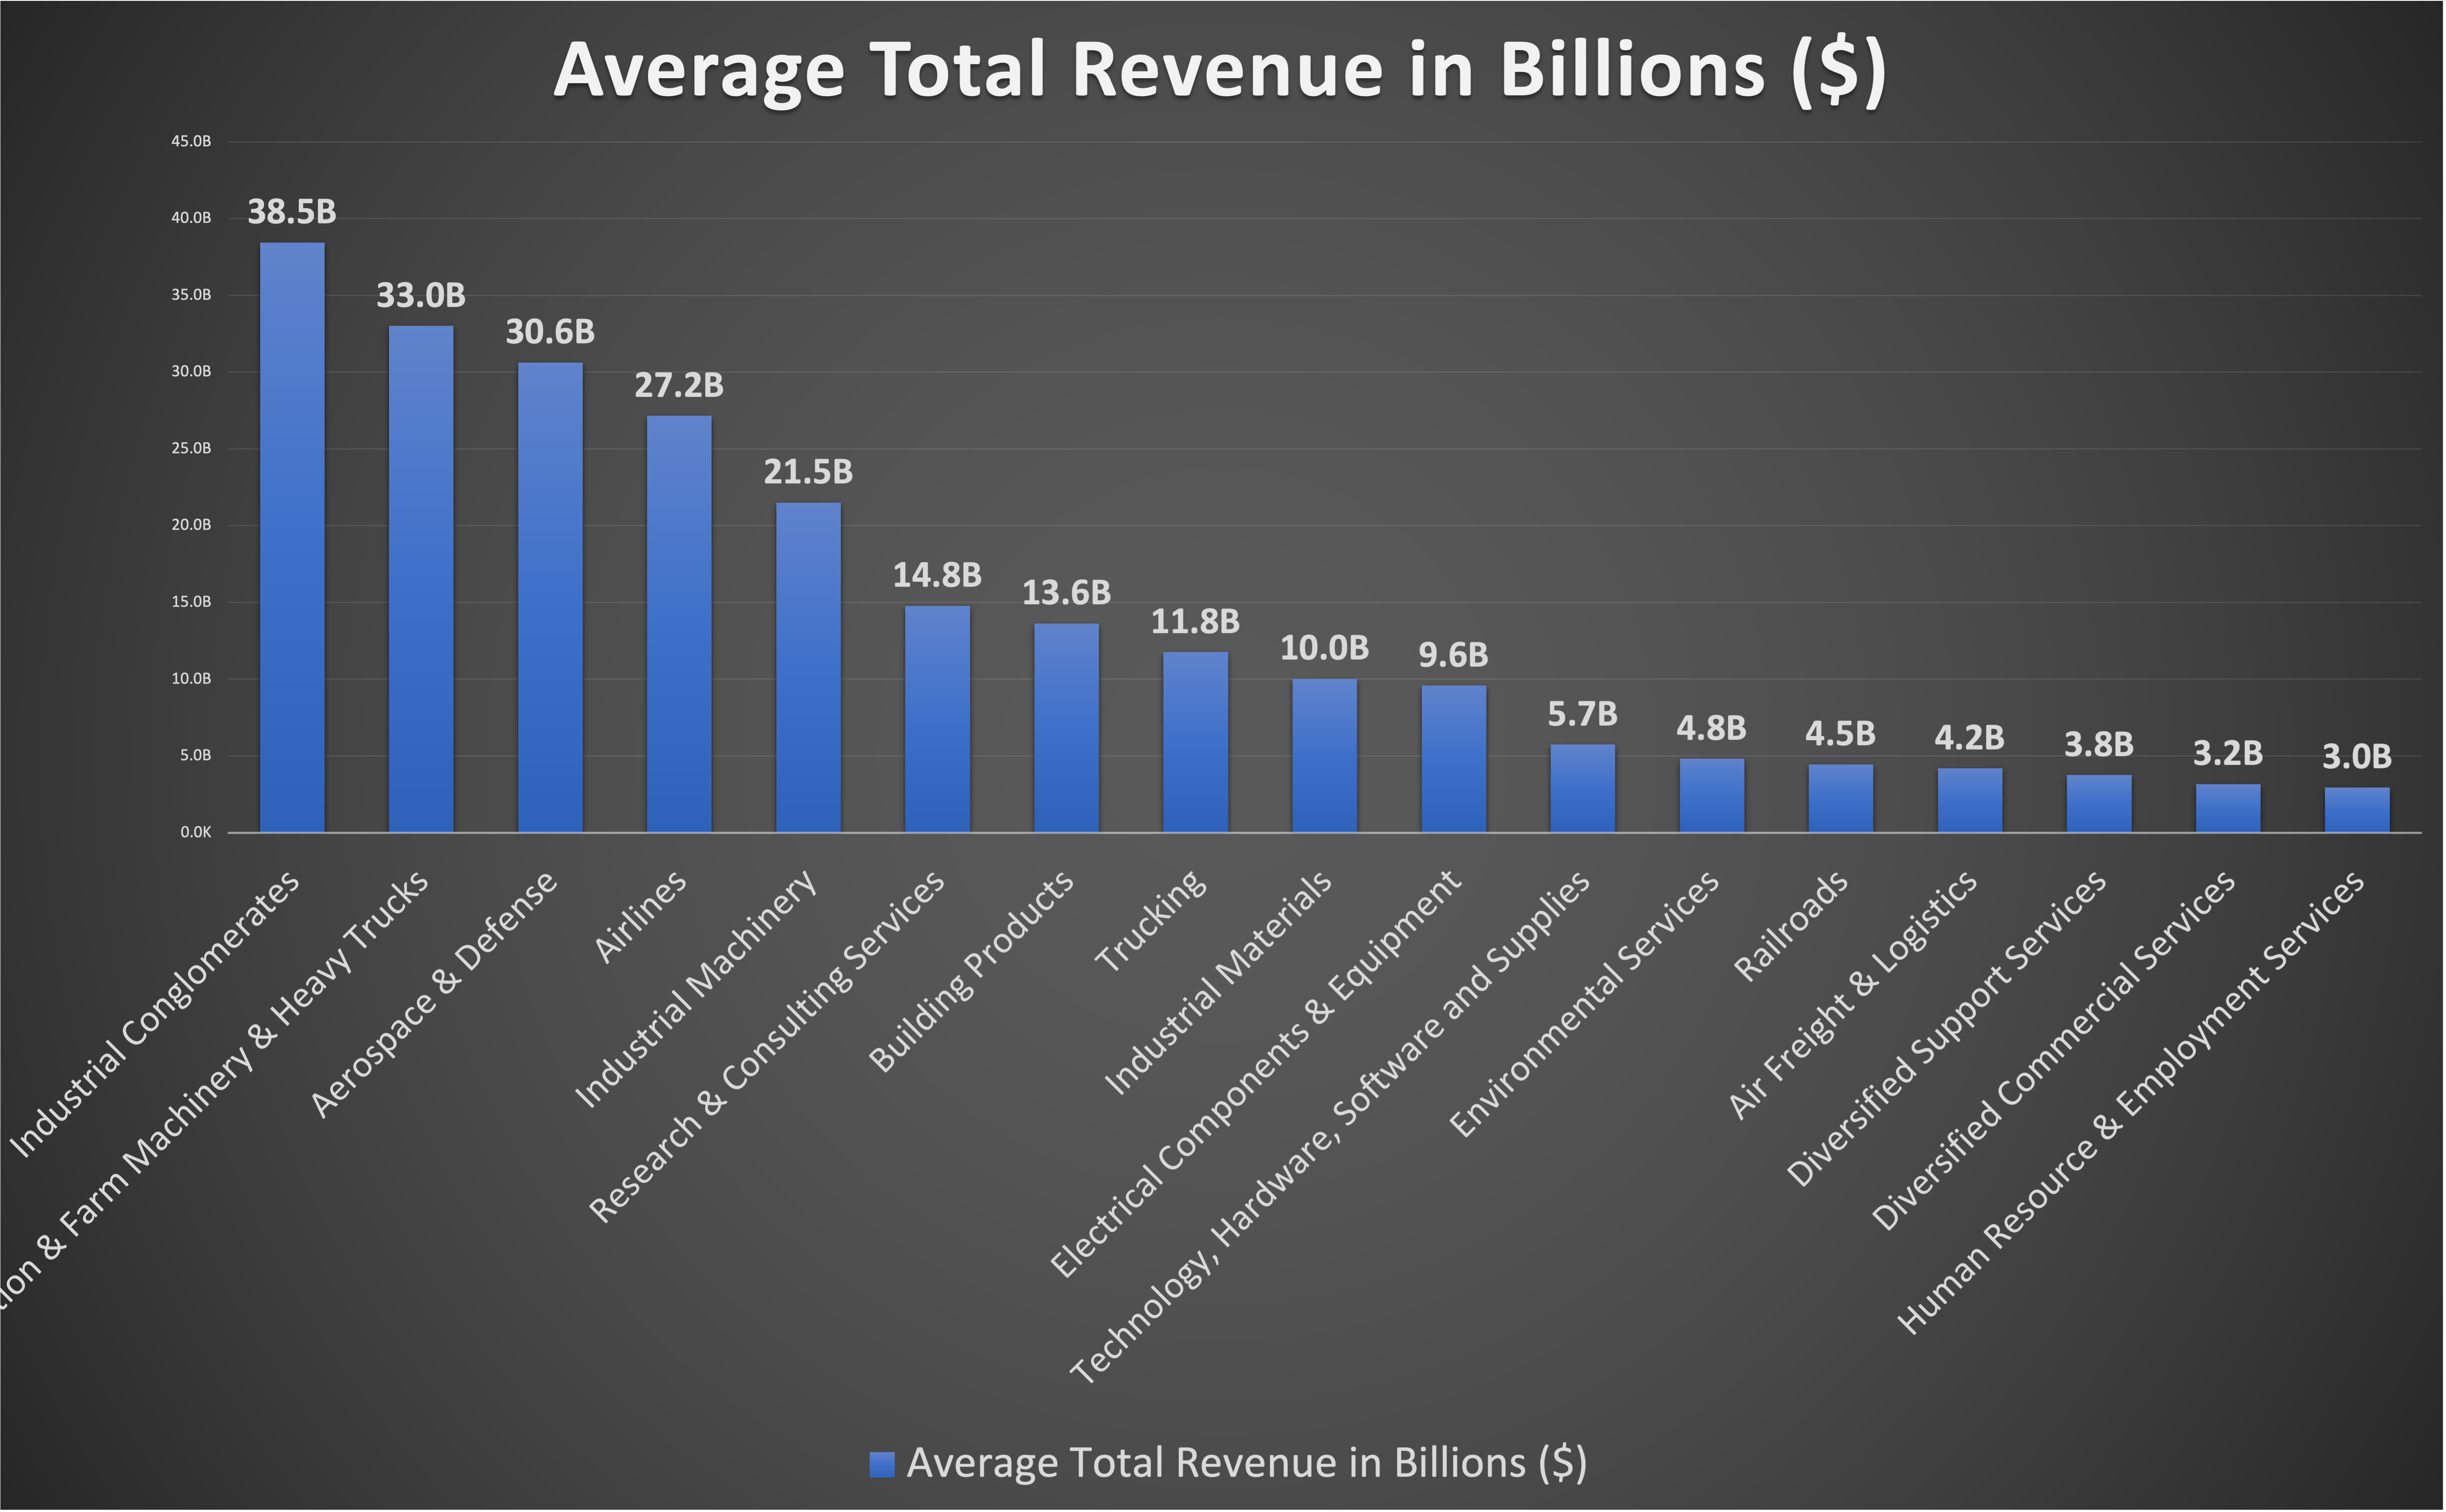 Average Total Revenue in Billions ($)
45.0B
40.0B
35.0B
30.0B
25.0B
20.0B
15.0B
10.0B
5.0B
0.0K
38.5B
33.0B
30.6B
27.2B
21.5B
14.8B
13.6B
11.8B
10.0B
9.6B
5.7B
4.8B
4.5B
4.2B
3.8B
3.2B
3.0B
Industrial Conglomerates
& Farm Machinery & Heavy Trucks
Aerospace & Defense
Airlines
Industrial Machinery
Research & Consulting Services
Building Products
Trucking
Industrial Materials
Electrical Components & Equipment
Technology, Hardware, Software and Supplies
Environmental Services
Railroads
Air Freight & Logistics
Diversified Support Services
Diversified Commercial Services
Human Resource & Employment Services
Average Total Revenue in Billions ($)